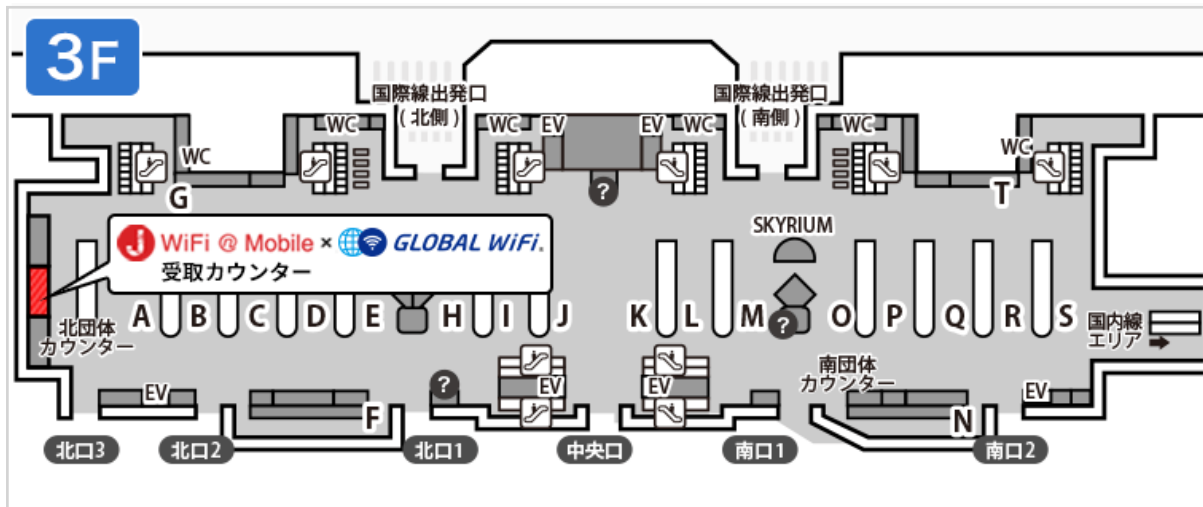 3F
国際線出発口
(北側)
国際線出発口
(南側)
WC
WC
EV
EV
WC
WC
WC
WC
G
?
T
SKYRIUM
J WiFi @ Mobile × GLOBAL WiFi®
受取カウンター
北団体
カウンター
A B C D E H I J K L M O P Q R S
?
国内線
エリア
南団体
カウンター
EV
?
EV
EV
EV
F
N
北口3
北口2
北口1
中央口
南口1
南口2